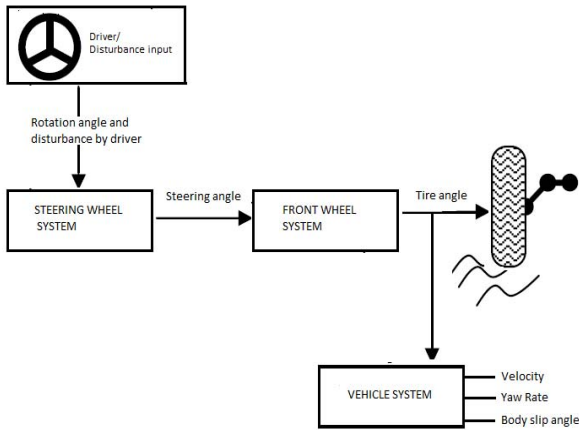 Driver/
Disturbance input
Rotation angle and
disturbance by driver
STEERING WHEEL
SYSTEM
Steering angle
FRONT WHEEL
SYSTEM
Tire angle
VEHICLE SYSTEM
Velocity
Yaw Rate
Body slip angle